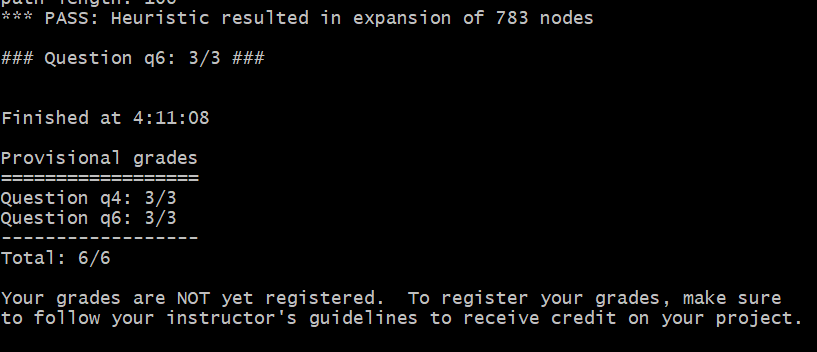 path length: 106
*** PASS: Heuristic resulted in expansion of 783 nodes
### Question q6: 3/3 ###
Finished at 4:11:08
Provisional grades
==================
Question q4: 3/3
Question q6: 3/3
------------------
Total: 6/6
Your grades are NOT yet registered.  To register your grades, make sure
to follow your instructor's guidelines to receive credit on your project.